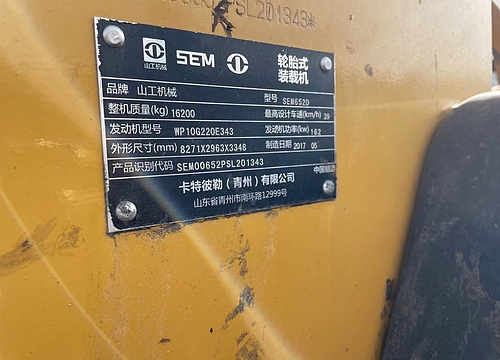 PSL201343*
山工机械 SEM 轮胎式
装载机
品牌 山工机械 型号 SEM652D
整机质量(kg) 16200 最高设计车速(km/h) 39
发动机型号 WP10G220E343 发动机功率(kw) 162
外形尺寸(mm) 8271X2963X3348 制造日期 2017 05
产品识别代码 SEM00652PSL201343 中国制造
卡特彼勒（青州）有限公司
山东省青州市南环路12999号